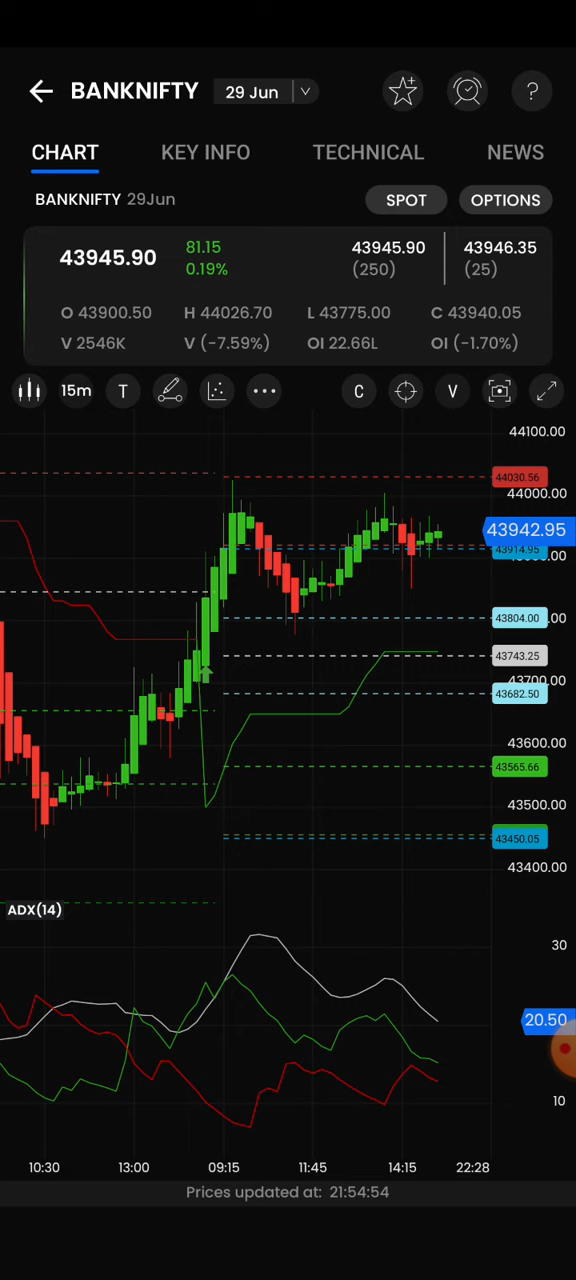 BANKNIFTY 29 Jun ?
CHART KEY INFO TECHNICAL NEWS
BANKNIFTY 29Jun SPOT OPTIONS
43945.90 81.15 43945.90 43946.35
0.19% (250) (25)
O 43900.50 H 44026.70 L 43775.00 C 43940.05
V 2546K V (-7.59%) OI 22.66L OI (-1.70%)
15m T C V
44100.00
44030.56
44000.00
43942.95
43914.95
43804.00
43743.25
43682.50
43600.00
43565.66
43500.00
43450.05
43400.00
ADX(14)
30
20.50
10
10:30 13:00 09:15 11:45 14:15 22:28
Prices updated at: 21:54:54